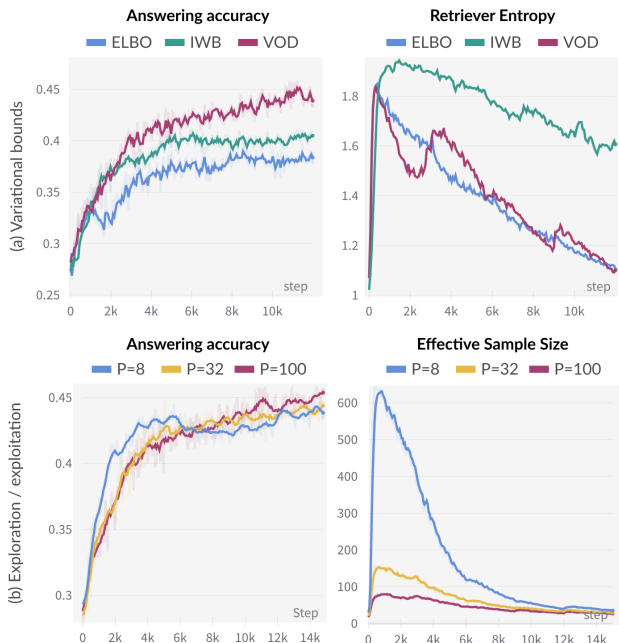 Answering accuracy
ELBO IWB VOD
(a) Variational bounds
0.45
0.4
0.35
0.3
0.25
step
0 2k 4k 6k 8k 10k
Retriever Entropy
ELBO IWB VOD
1.8
1.6
1.4
1.2
1
step
0 2k 4k 6k 8k 10k
Answering accuracy
P=8 P=32 P=100
(b) Exploration / exploitation
0.45
0.4
0.35
0.3
Step
0 2k 4k 6k 8k 10k 12k 14k
Effective Sample Size
P=8 P=32 P=100
600
500
400
300
200
100
0
step
0 2k 4k 6k 8k 10k 12k 14k